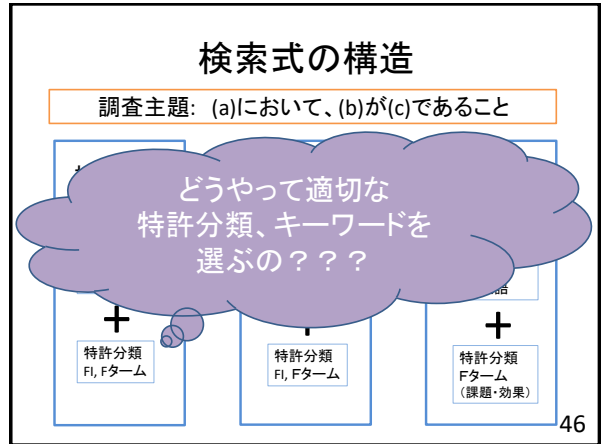 検索式の構造
調査主題: (a)において、(b)が(c)であること
どうやって適切な
特許分類、キーワードを
選ぶの？？？
+
特許分類
FI, Fターム
特許分類
FI, Fターム
+
特許分類
Fターム
（課題・効果）
46